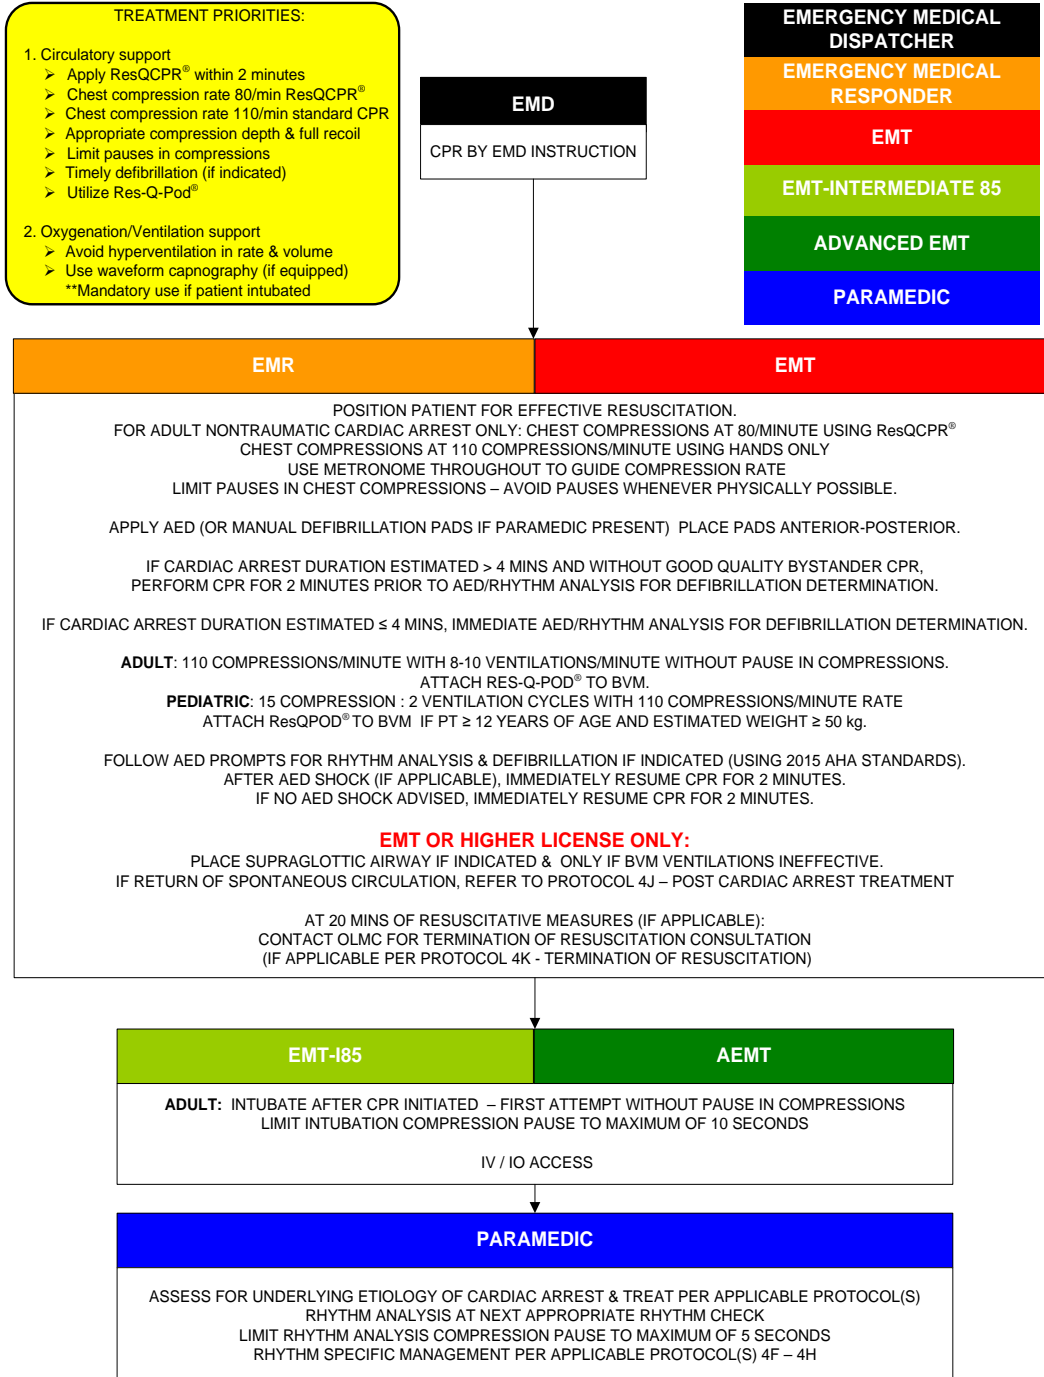 TREATMENT PRIORITIES:
1. Circulatory support
➢ Apply ResQCPR® within 2 minutes
➢ Chest compression rate 80/min ResQCPR®
➢ Chest compression rate 110/min standard CPR
➢ Appropriate compression depth & full recoil
➢ Limit pauses in compressions
➢ Timely defibrillation (if indicated)
➢ Utilize Res-Q-Pod®
2. Oxygenation/Ventilation support
➢ Avoid hyperventilation in rate & volume
➢ Use waveform capnography (if equipped)
**Mandatory use if patient intubated
EMD
CPR BY EMD INSTRUCTION
EMERGENCY MEDICAL
DISPATCHER
EMERGENCY MEDICAL
RESPONDER
EMT
EMT-INTERMEDIATE 85
ADVANCED EMT
PARAMEDIC
EMR
EMT
POSITION PATIENT FOR EFFECTIVE RESUSCITATION.
FOR ADULT NONTRAUMATIC CARDIAC ARREST ONLY: CHEST COMPRESSIONS AT 80/MINUTE USING ResQCPR®
CHEST COMPRESSIONS AT 110 COMPRESSIONS/MINUTE USING HANDS ONLY
USE METRONOME THROUGHOUT TO GUIDE COMPRESSION RATE
LIMIT PAUSES IN CHEST COMPRESSIONS – AVOID PAUSES WHENEVER PHYSICALLY POSSIBLE.
APPLY AED (OR MANUAL DEFIBRILLATION PADS IF PARAMEDIC PRESENT) PLACE PADS ANTERIOR-POSTERIOR.
IF CARDIAC ARREST DURATION ESTIMATED > 4 MINS AND WITHOUT GOOD QUALITY BYSTANDER CPR,
PERFORM CPR FOR 2 MINUTES PRIOR TO AED/RHYTHM ANALYSIS FOR DEFIBRILLATION DETERMINATION.
IF CARDIAC ARREST DURATION ESTIMATED ≤ 4 MINS, IMMEDIATE AED/RHYTHM ANALYSIS FOR DEFIBRILLATION DETERMINATION.
ADULT: 110 COMPRESSIONS/MINUTE WITH 8-10 VENTILATIONS/MINUTE WITHOUT PAUSE IN COMPRESSIONS.
ATTACH RES-Q-POD® TO BVM.
PEDIATRIC: 15 COMPRESSION : 2 VENTILATION CYCLES WITH 110 COMPRESSIONS/MINUTE RATE
ATTACH ResQPOD® TO BVM IF PT ≥ 12 YEARS OF AGE AND ESTIMATED WEIGHT ≥ 50 kg.
FOLLOW AED PROMPTS FOR RHYTHM ANALYSIS & DEFIBRILLATION IF INDICATED (USING 2015 AHA STANDARDS).
AFTER AED SHOCK (IF APPLICABLE), IMMEDIATELY RESUME CPR FOR 2 MINUTES.
IF NO AED SHOCK ADVISED, IMMEDIATELY RESUME CPR FOR 2 MINUTES.
EMT OR HIGHER LICENSE ONLY:
PLACE SUPRAGLOTTIC AIRWAY IF INDICATED & ONLY IF BVM VENTILATIONS INEFFECTIVE.
IF RETURN OF SPONTANEOUS CIRCULATION, REFER TO PROTOCOL 4J – POST CARDIAC ARREST TREATMENT
AT 20 MINS OF RESUSCITATIVE MEASURES (IF APPLICABLE):
CONTACT OLMC FOR TERMINATION OF RESUSCITATION CONSULTATION
(IF APPLICABLE PER PROTOCOL 4K - TERMINATION OF RESUSCITATION)
EMT-I85
AEMT
ADULT: INTUBATE AFTER CPR INITIATED – FIRST ATTEMPT WITHOUT PAUSE IN COMPRESSIONS
LIMIT INTUBATION COMPRESSION PAUSE TO MAXIMUM OF 10 SECONDS
IV / IO ACCESS
PARAMEDIC
ASSESS FOR UNDERLYING ETIOLOGY OF CARDIAC ARREST & TREAT PER APPLICABLE PROTOCOL(S)
RHYTHM ANALYSIS AT NEXT APPROPRIATE RHYTHM CHECK
LIMIT RHYTHM ANALYSIS COMPRESSION PAUSE TO MAXIMUM OF 5 SECONDS
RHYTHM SPECIFIC MANAGEMENT PER APPLICABLE PROTOCOL(S) 4F – 4H